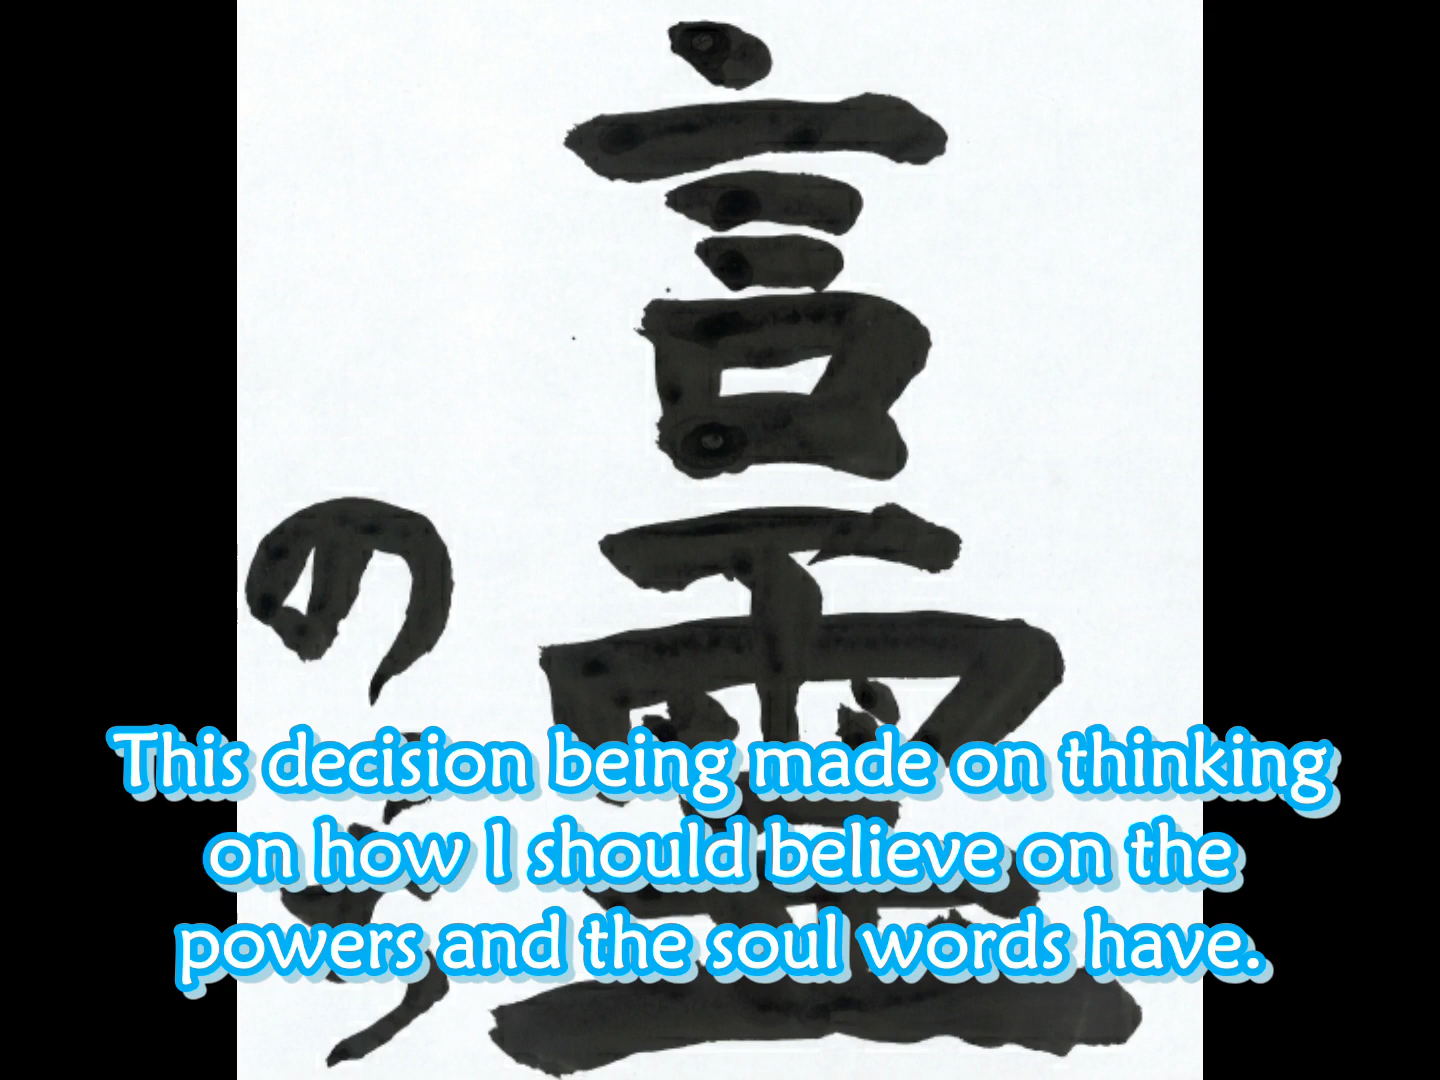 言霊
の
This decision being made on thinking
on how I should believe on the
powers and the soul words have.